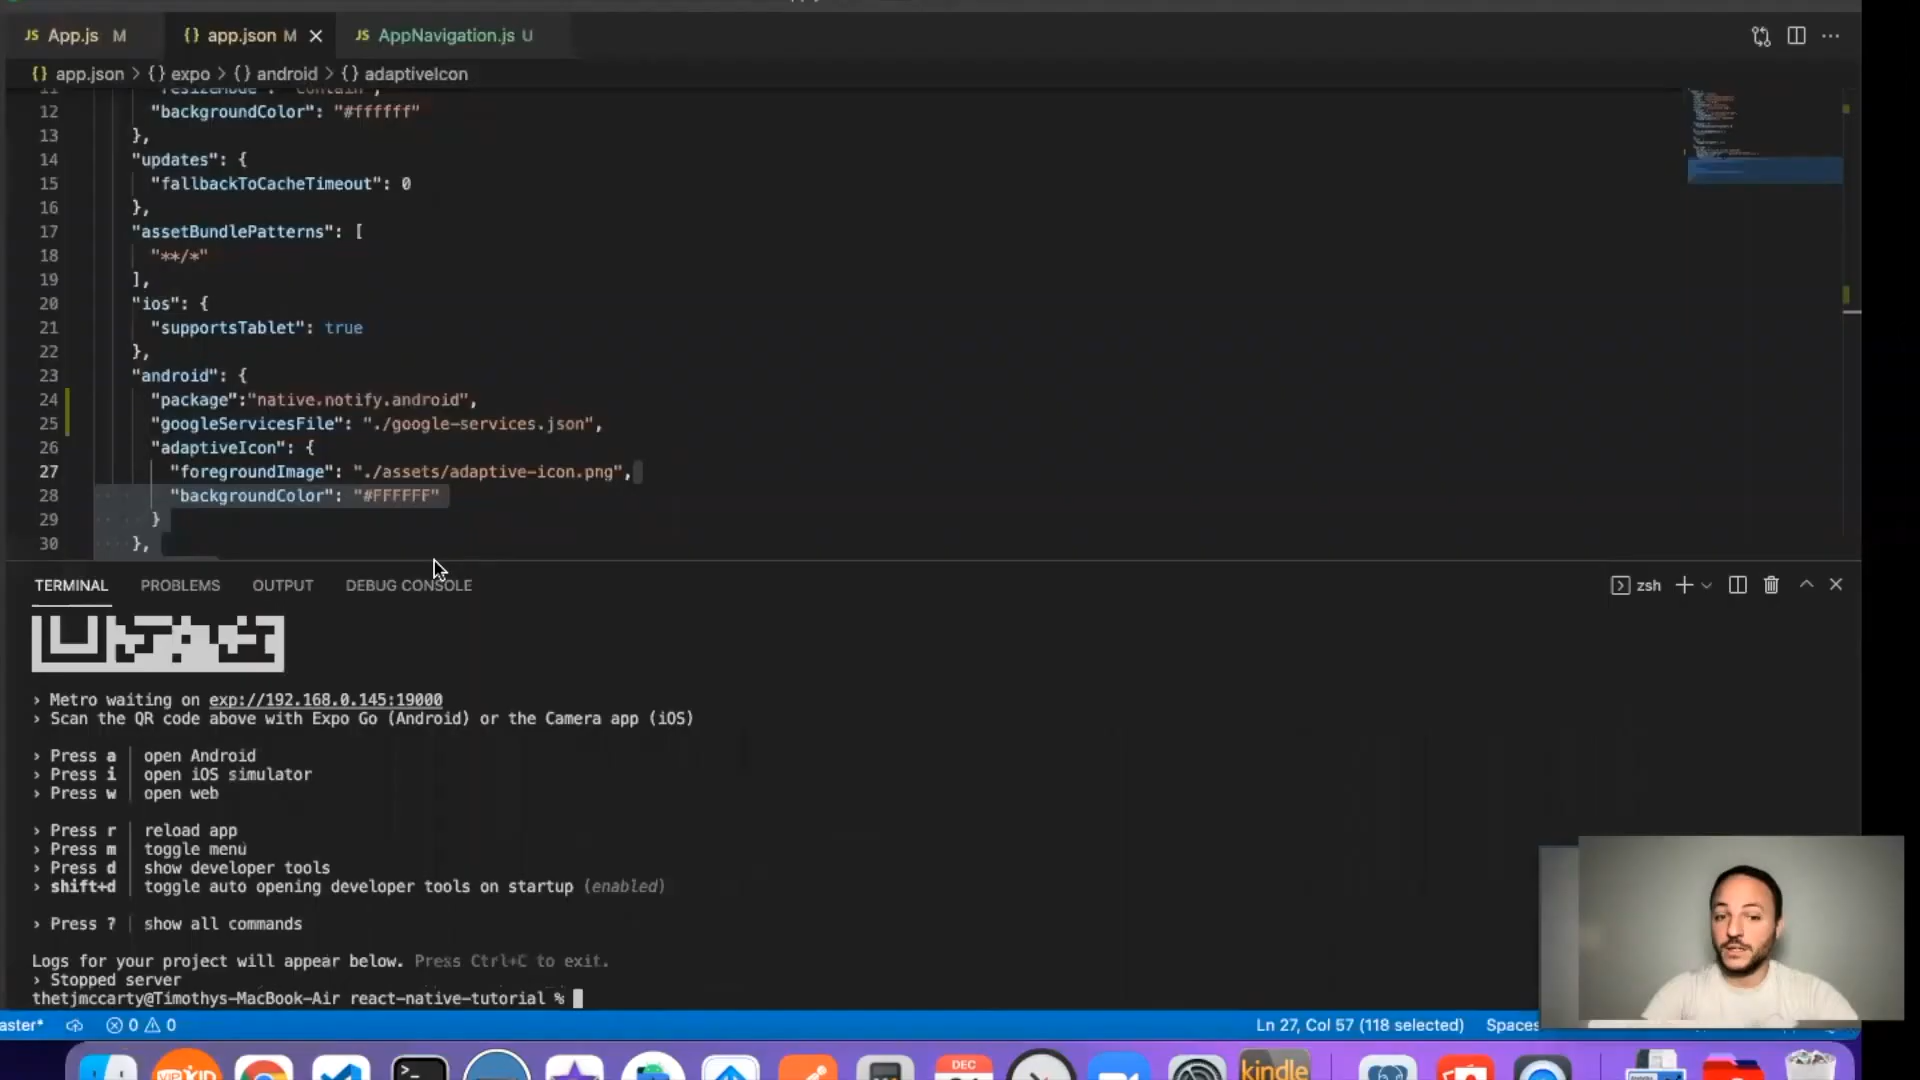 JS App.js M
{} app.json M
JS AppNavigation.js U
{} app.json > {} expo > {} android > {} adaptiveIcon
11 "resizeMode": "contain",
12 "backgroundColor": "#ffffff"
13 },
14 "updates": {
15 "fallbackToCacheTimeout": 0
16 },
17 "assetBundlePatterns": [
18 "**/*"
19 ],
20 "ios": {
21 "supportsTablet": true
22 },
23 "android": {
24 "package":"native.notify.android",
25 "googleServicesFile": "./google-services.json",
26 "adaptiveIcon": {
27 "foregroundImage": "./assets/adaptive-icon.png",
28 "backgroundColor": "#FFFFFF"
29 }
30 },
TERMINAL PROBLEMS OUTPUT DEBUG CONSOLE
zsh
› Metro waiting on exp://192.168.0.145:19000
› Scan the QR code above with Expo Go (Android) or the Camera app (iOS)
› Press a │ open Android
› Press i │ open iOS simulator
› Press w │ open web
› Press r │ reload app
› Press m │ toggle menu
› Press d │ show developer tools
› shift+d │ toggle auto opening developer tools on startup (enabled)
› Press ? │ show all commands
Logs for your project will appear below. Press Ctrl+C to exit.
› Stopped server
thetjmccarty@Timothys-MacBook-Air react-native-tutorial %
aster* 0 0
Ln 27, Col 57 (118 selected) Spaces
VIPKID
DEC
kindle